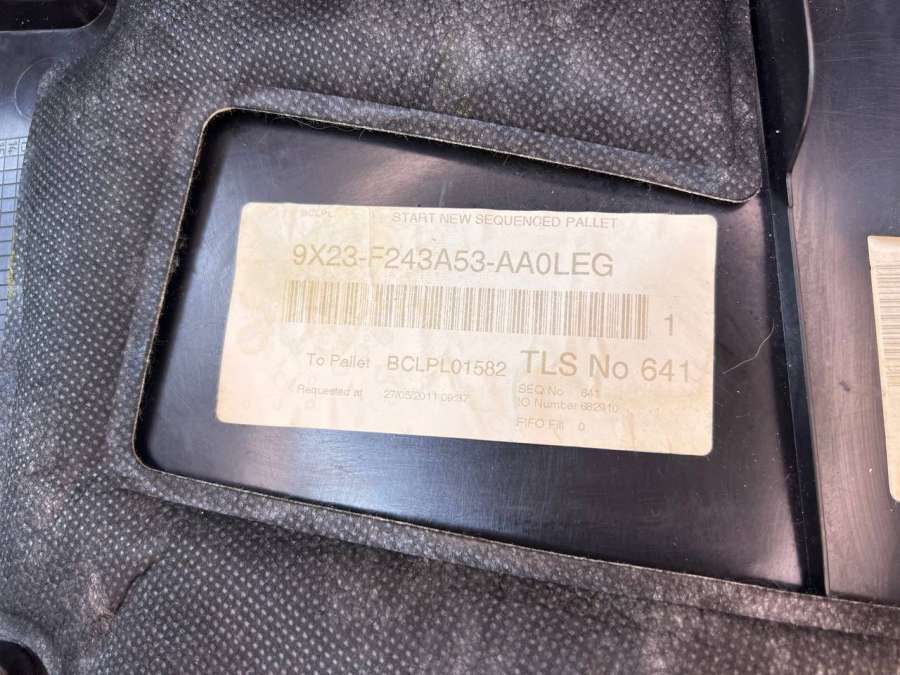 BCLPL START NEW SEQUENCED PALLET
9X23-F243A53-AA0LEG
1
To Pallet BCLPL01582 TLS No 641
Requested at 27/05/2011 09:37
SEQ No 641
IO Number 682910
FIFO Fill 0